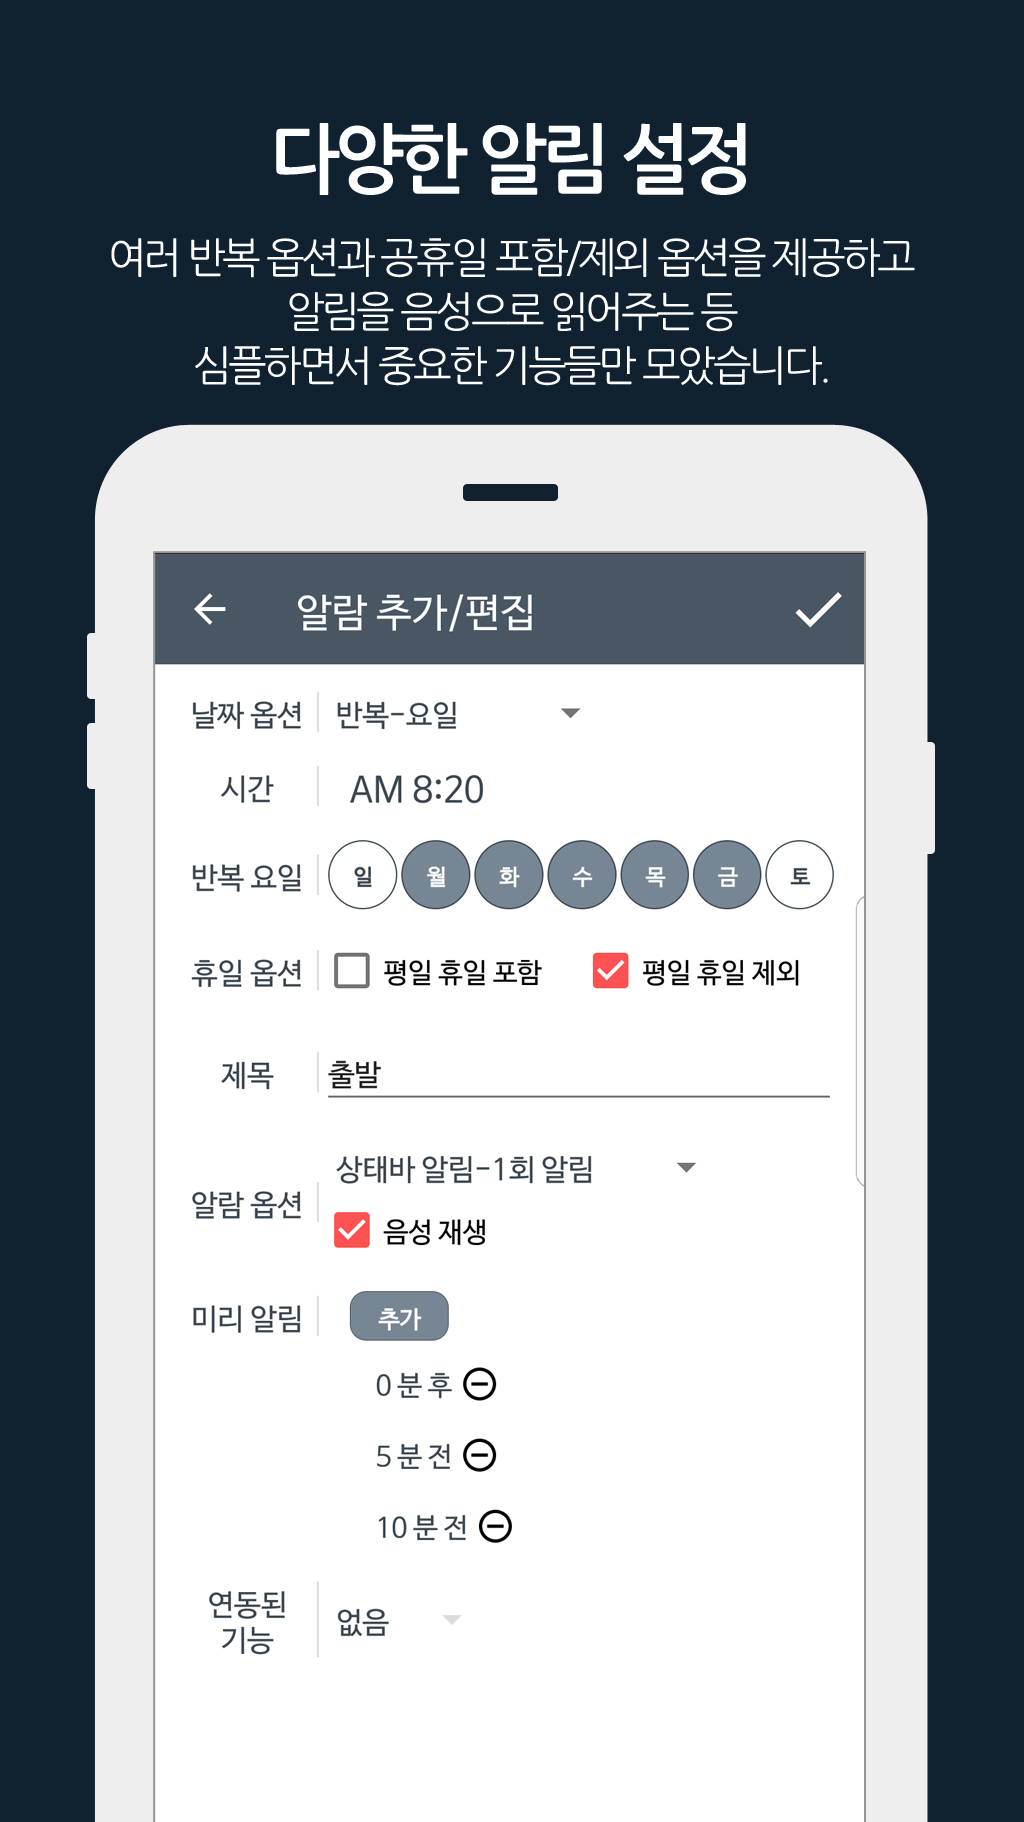 다양한 알림 설정
여러 반복 옵션과 공휴일 포함/제외 옵션을 제공하고
알림을 음성으로 읽어주는 등
심플하면서 중요한 기능들만 모았습니다.
알람 추가/편집
날짜 옵션 반복-요일
시간 AM 8:20
반복 요일 일 월 화 수 목 금 토
휴일 옵션 평일 휴일 포함 평일 휴일 제외
제목 출발
상태바 알림-1회 알림
알람 옵션
음성 재생
미리 알림 추가
0 분 후
5 분 전
10 분 전
연동된
기능
없음